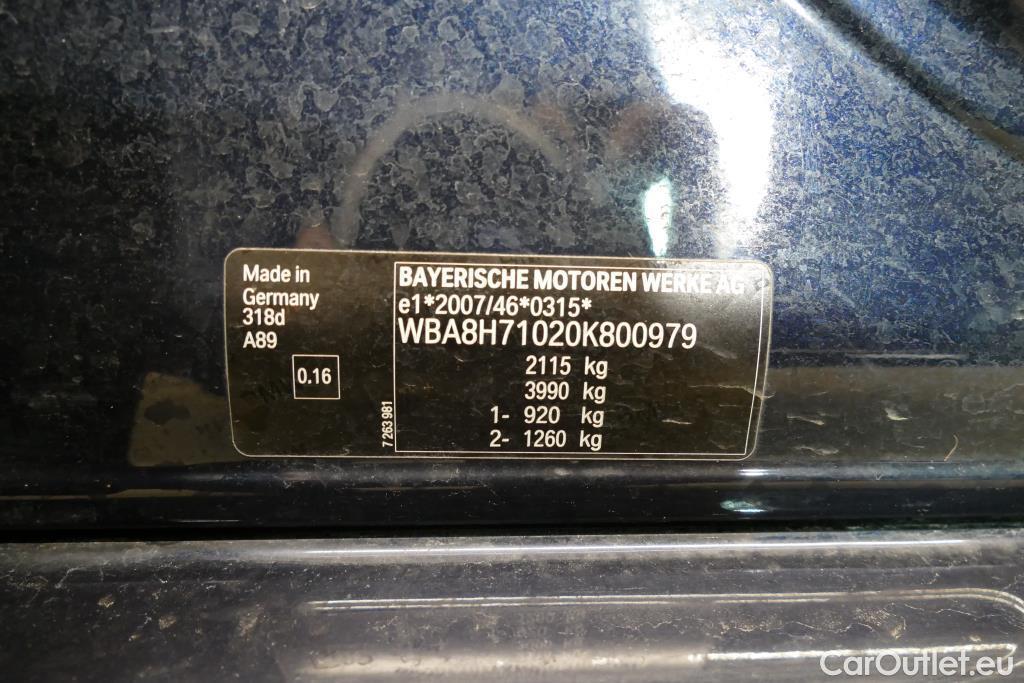 Made in
Germany
318d
A89
0.16
7 263 981
BAYERISCHE MOTOREN WERKE AG
e1*2007/46*0315*
WBA8H71020K800979
2115 kg
3990 kg
1- 920 kg
2- 1260 kg
CarOutlet.eu